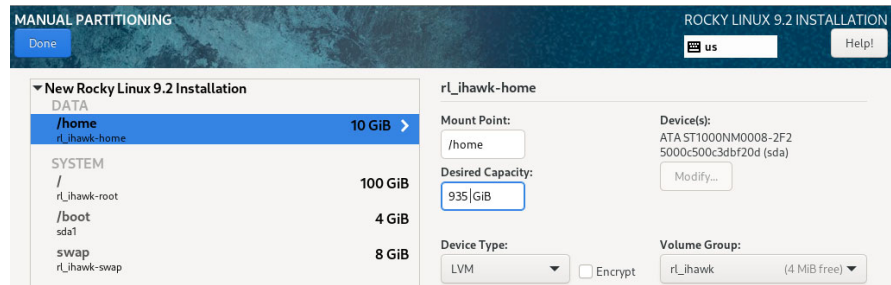 MANUAL PARTITIONING
ROCKY LINUX 9.2 INSTALLATION
Done
us
Help!
New Rocky Linux 9.2 Installation
DATA
/home
10 GiB
rl_ihawk-home
SYSTEM
/
100 GiB
rl_ihawk-root
/boot
4 GiB
sda1
swap
8 GiB
rl_ihawk-swap
rl_ihawk-home
Mount Point:
/home
Desired Capacity:
935 GiB
Device(s):
ATA ST1000NM0008-2F2
5000c500c3dbf20d (sda)
Modify...
Device Type:
LVM
Encrypt
Volume Group:
rl_ihawk (4 MiB free)